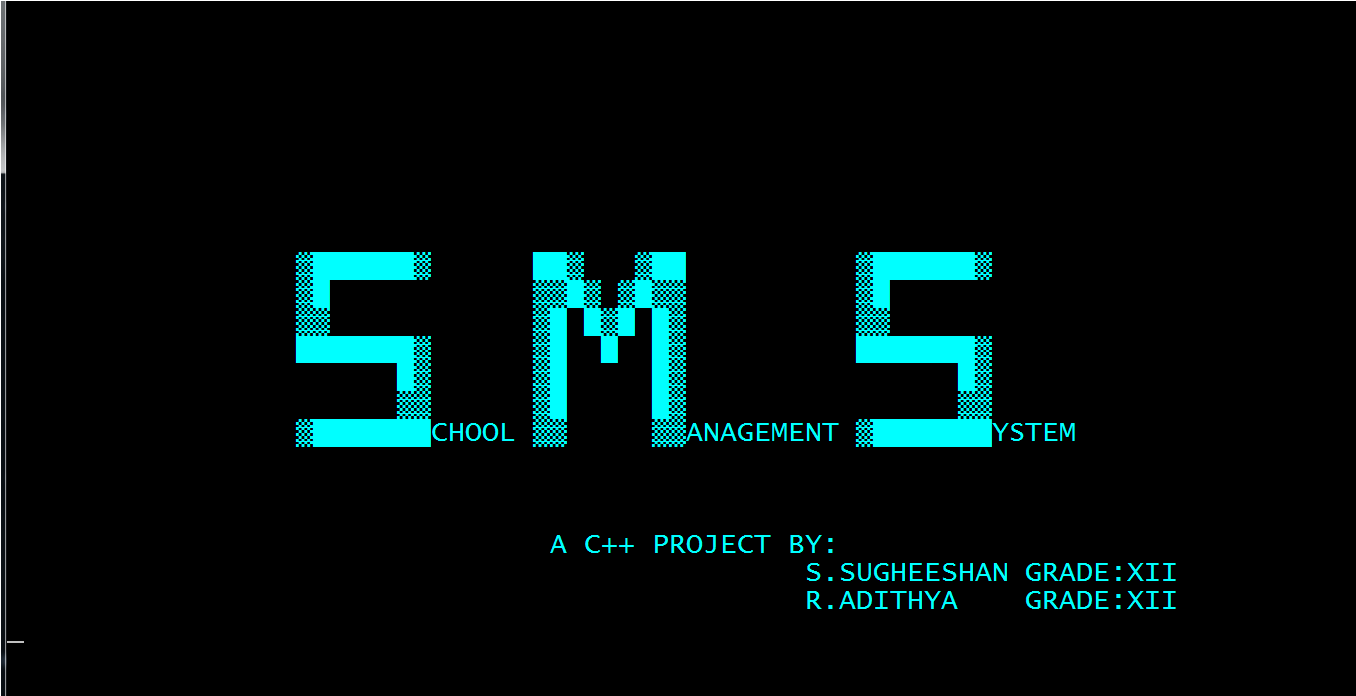 SCHOOL MANAGEMENT SYSTEM
A C++ PROJECT BY:
S.SUGHEESHAN GRADE:XII
R.ADITHYA GRADE:XII